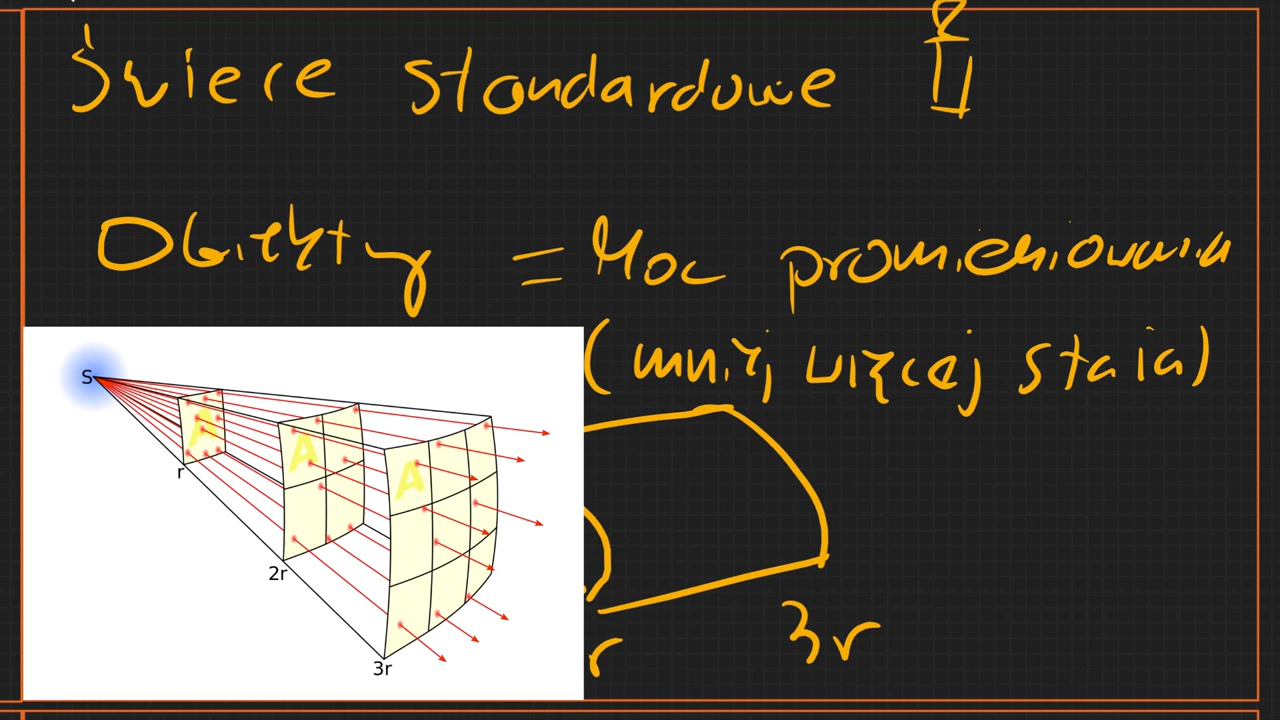 Świece standardowe
Obiekty = Moc promieniowania
(mniej więcej stała)
S
A
A
A
r
2r
3r
r
3r